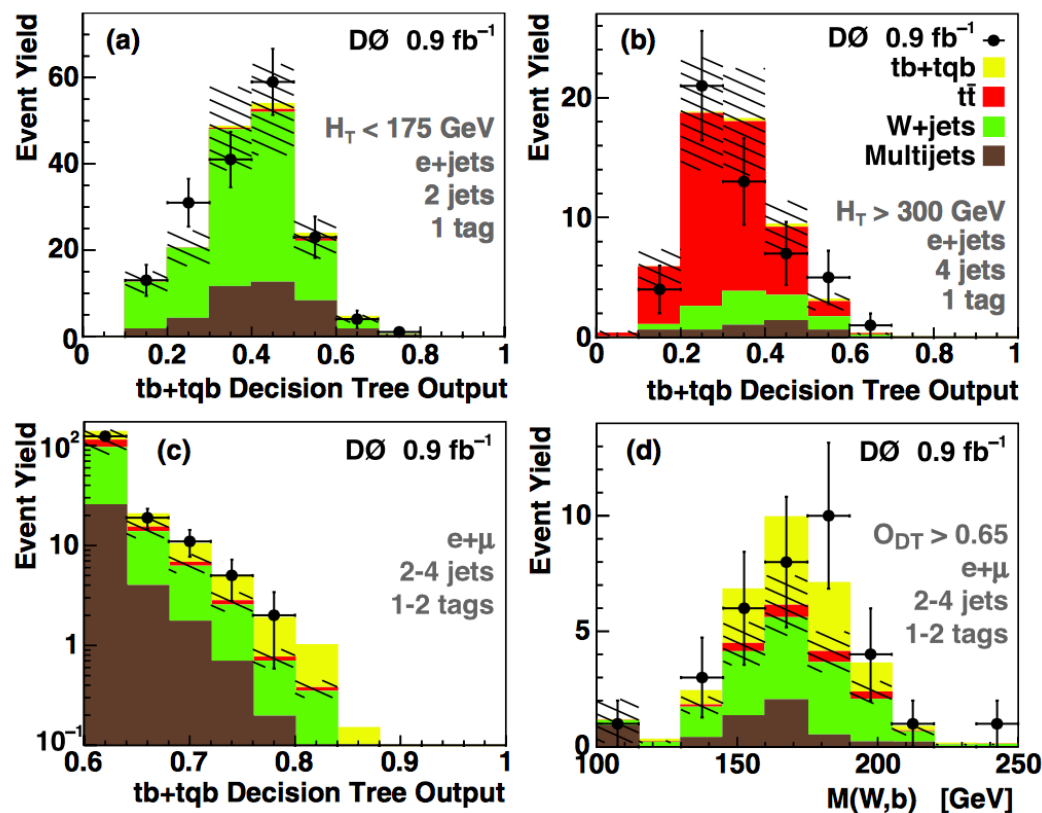 (a)
DØ 0.9 fb⁻¹
Event Yield
H_T < 175 GeV
e+jets
2 jets
1 tag
60
40
20
0
0 0.2 0.4 0.6 0.8 1
tb+tqb Decision Tree Output
(b)
DØ 0.9 fb⁻¹
tb+tqb
tt̄
W+jets
Multijets
Event Yield
H_T > 300 GeV
e+jets
4 jets
1 tag
20
10
0
0 0.2 0.4 0.6 0.8 1
tb+tqb Decision Tree Output
(c)
DØ 0.9 fb⁻¹
Event Yield
e+μ
2-4 jets
1-2 tags
10²
10
1
10⁻¹
0.6 0.7 0.8 0.9 1
tb+tqb Decision Tree Output
(d)
DØ 0.9 fb⁻¹
Event Yield
O_DT > 0.65
e+μ
2-4 jets
1-2 tags
10
5
0
100 150 200 250
M(W,b) [GeV]